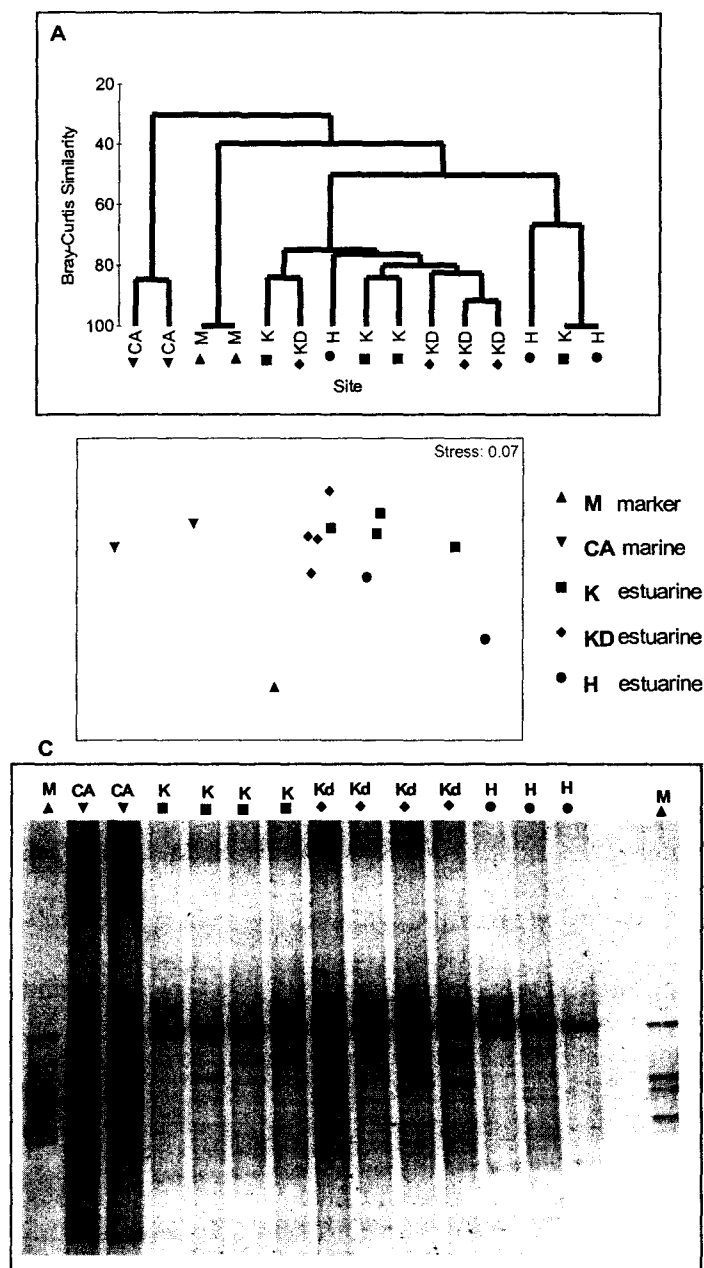 A
20
40
60
80
100
Bray-Curtis Similarity
CA CA M M K KD H K K KD KD KD H K H
Site
Stress: 0.07
M marker
CA marine
K estuarine
KD estuarine
H estuarine
C
M CA CA K K K K Kd Kd Kd Kd H H H M